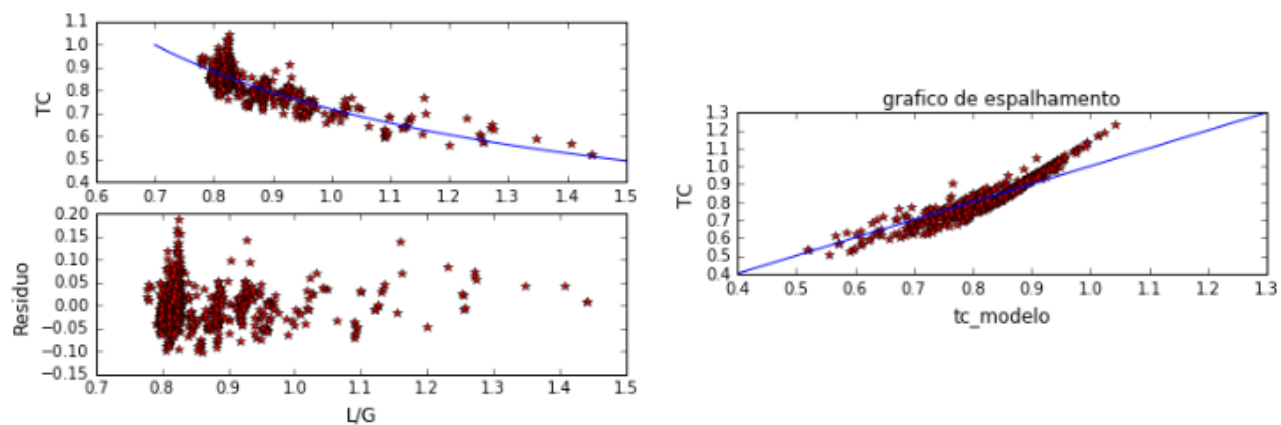 1.1
1.0
0.9
0.8
0.7
0.6
0.5
0.4
TC
0.6 0.7 0.8 0.9 1.0 1.1 1.2 1.3 1.4 1.5
0.20
0.15
0.10
0.05
0.00
−0.05
−0.10
−0.15
Residuo
0.7 0.8 0.9 1.0 1.1 1.2 1.3 1.4 1.5
L/G
grafico de espalhamento
1.3
1.2
1.1
1.0
0.9
0.8
0.7
0.6
0.5
0.4
TC
0.4 0.5 0.6 0.7 0.8 0.9 1.0 1.1 1.2 1.3
tc_modelo